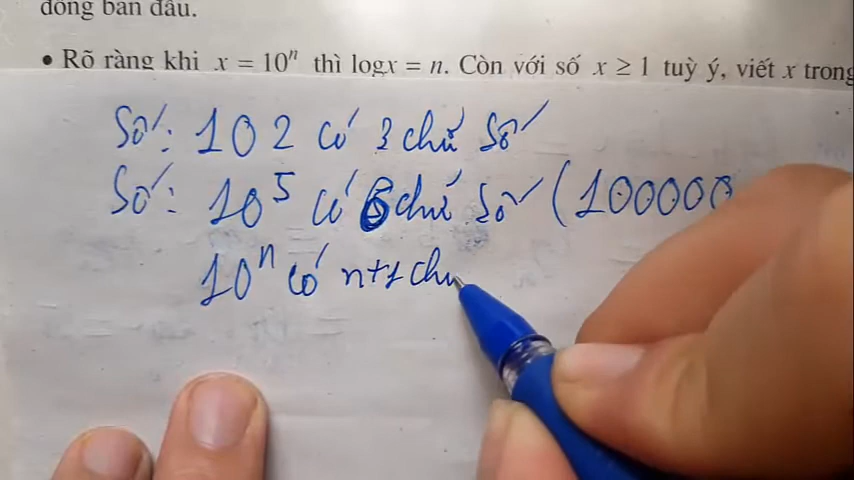 đồng ban đầu.
• Rõ ràng khi x = 10ⁿ thì logx = n. Còn với số x ≥ 1 tuỳ ý, viết x trong
Số: 102 có 3 chữ số
Số: 10⁵ có 6 chữ số (100000
10ⁿ có n+1 chu